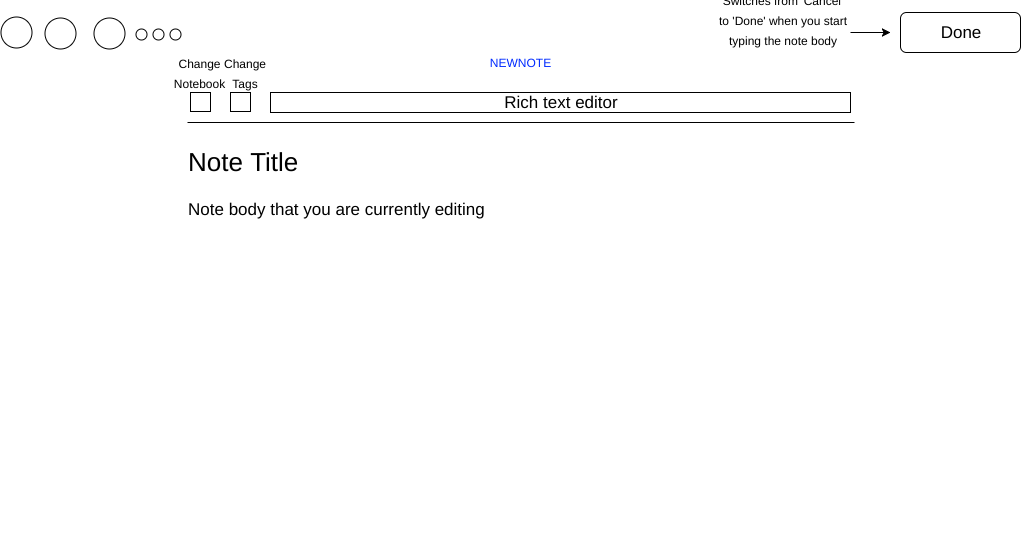 Switches from 'Cancel'
to 'Done' when you start
typing the note body
Done
Change Change
Notebook Tags
NEWNOTE
Rich text editor
Note Title
Note body that you are currently editing